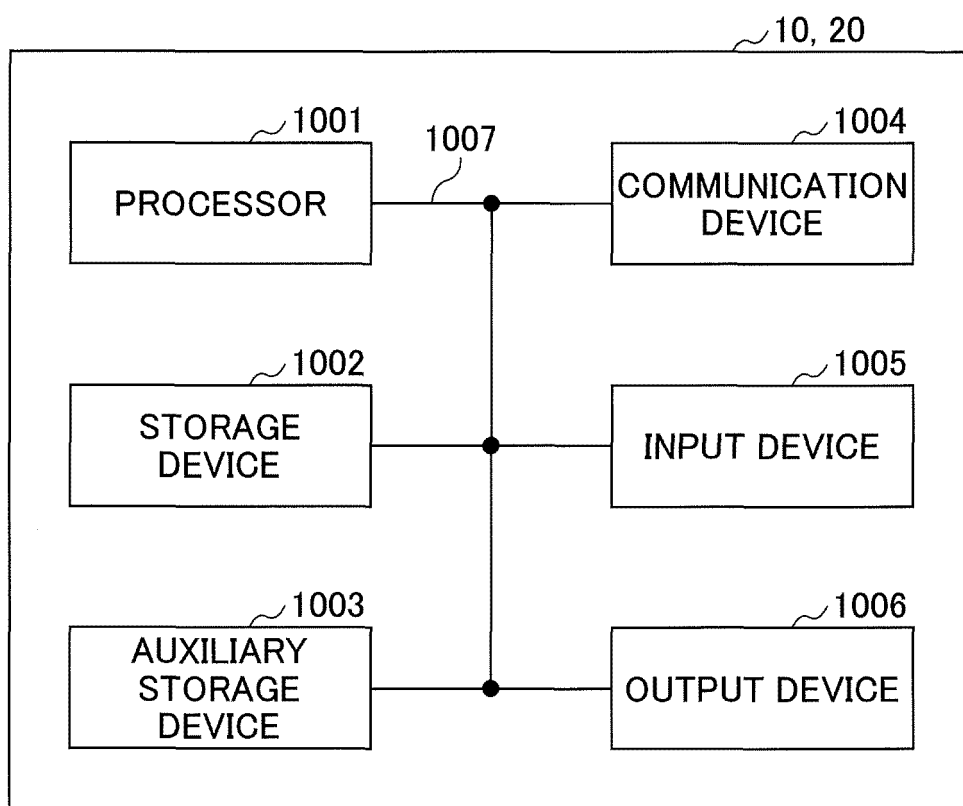 10, 20
1001
PROCESSOR
1007
1004
COMMUNICATION
DEVICE
1002
STORAGE
DEVICE
1005
INPUT DEVICE
1003
AUXILIARY
STORAGE
DEVICE
1006
OUTPUT DEVICE